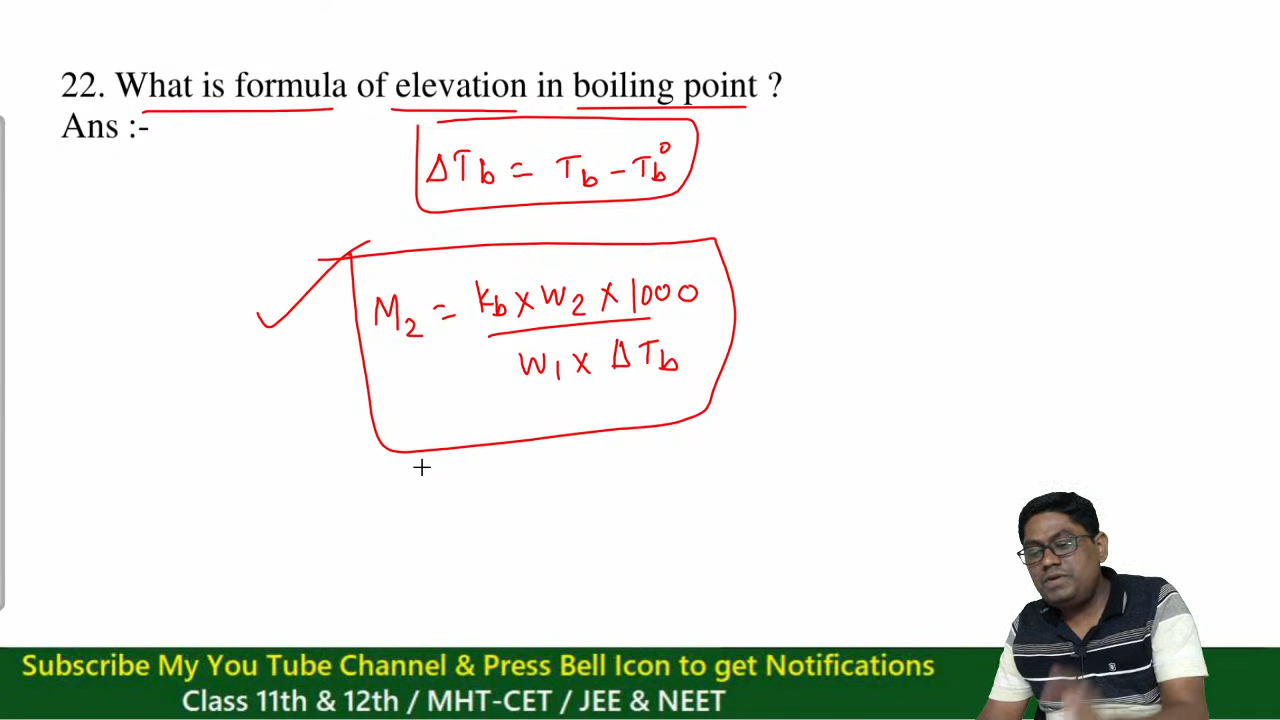 22. What is formula of elevation in boiling point ?
Ans :-
ΔTb = Tb - Tb⁰
M2 = kb x W2 x 1000
W1 x ΔTb
Subscribe My You Tube Channel & Press Bell Icon to get Notifications
Class 11th & 12th / MHT-CET / JEE & NEET